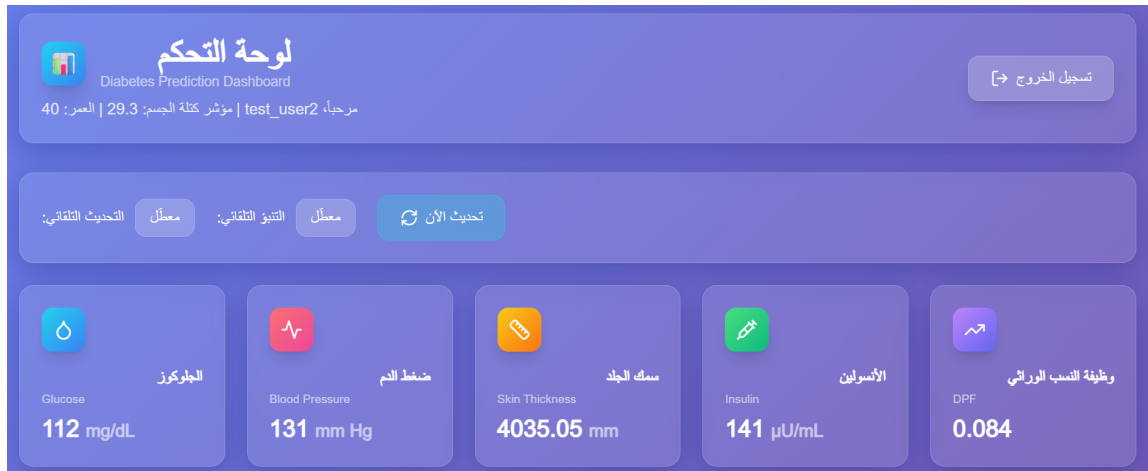 لوحة التحكم
Diabetes Prediction Dashboard
مرحباً، test_user2 | مؤشر كتلة الجسم: 29.3 | العمر: 40
تسجيل الخروج
التحديث التلقائي:
معطّل
التنبؤ التلقائي:
معطّل
تحديث الآن
الجلوكوز
Glucose
112 mg/dL
ضغط الدم
Blood Pressure
131 mm Hg
سمك الجلد
Skin Thickness
4035.05 mm
الأنسولين
Insulin
141 µU/mL
وظيفة النسب الوراثي
DPF
0.084